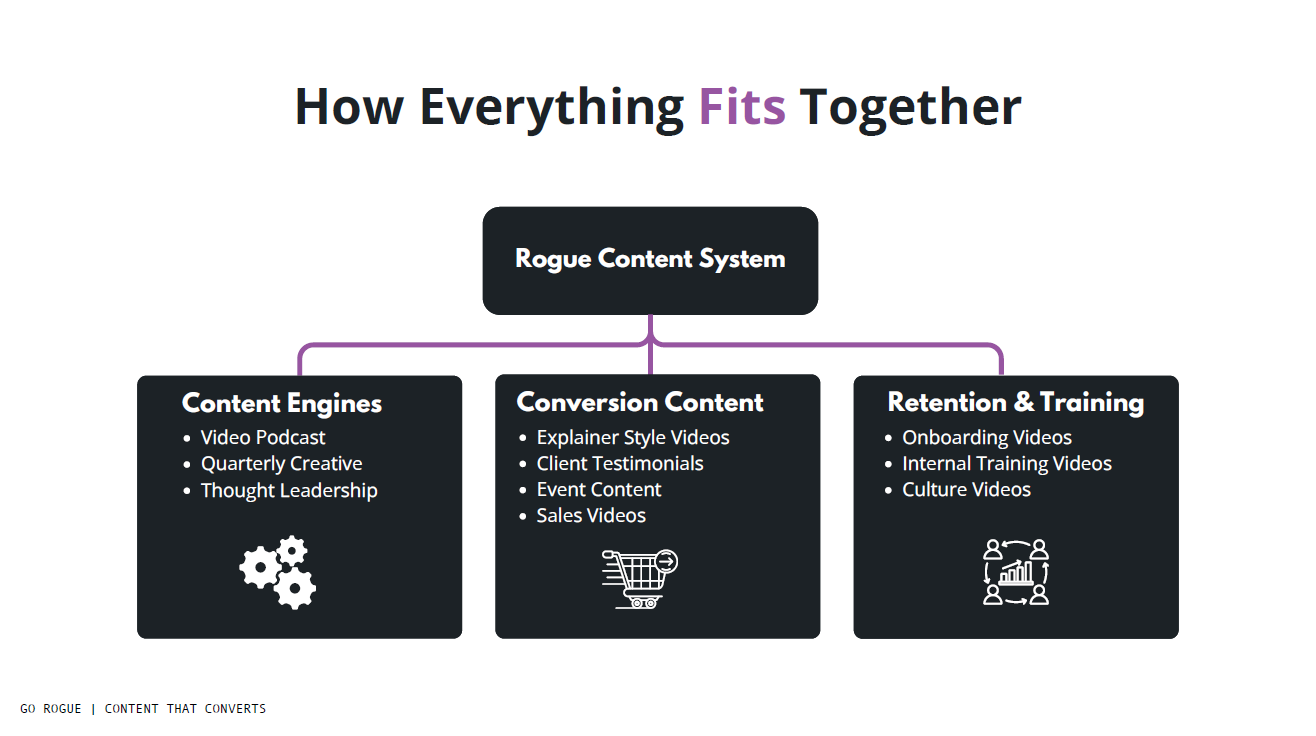 How Everything Fits Together
Rogue Content System
Content Engines
Video Podcast
Quarterly Creative
Thought Leadership
Conversion Content
Explainer Style Videos
Client Testimonials
Event Content
Sales Videos
Retention & Training
Onboarding Videos
Internal Training Videos
Culture Videos
GO ROGUE | CONTENT THAT CONVERTS